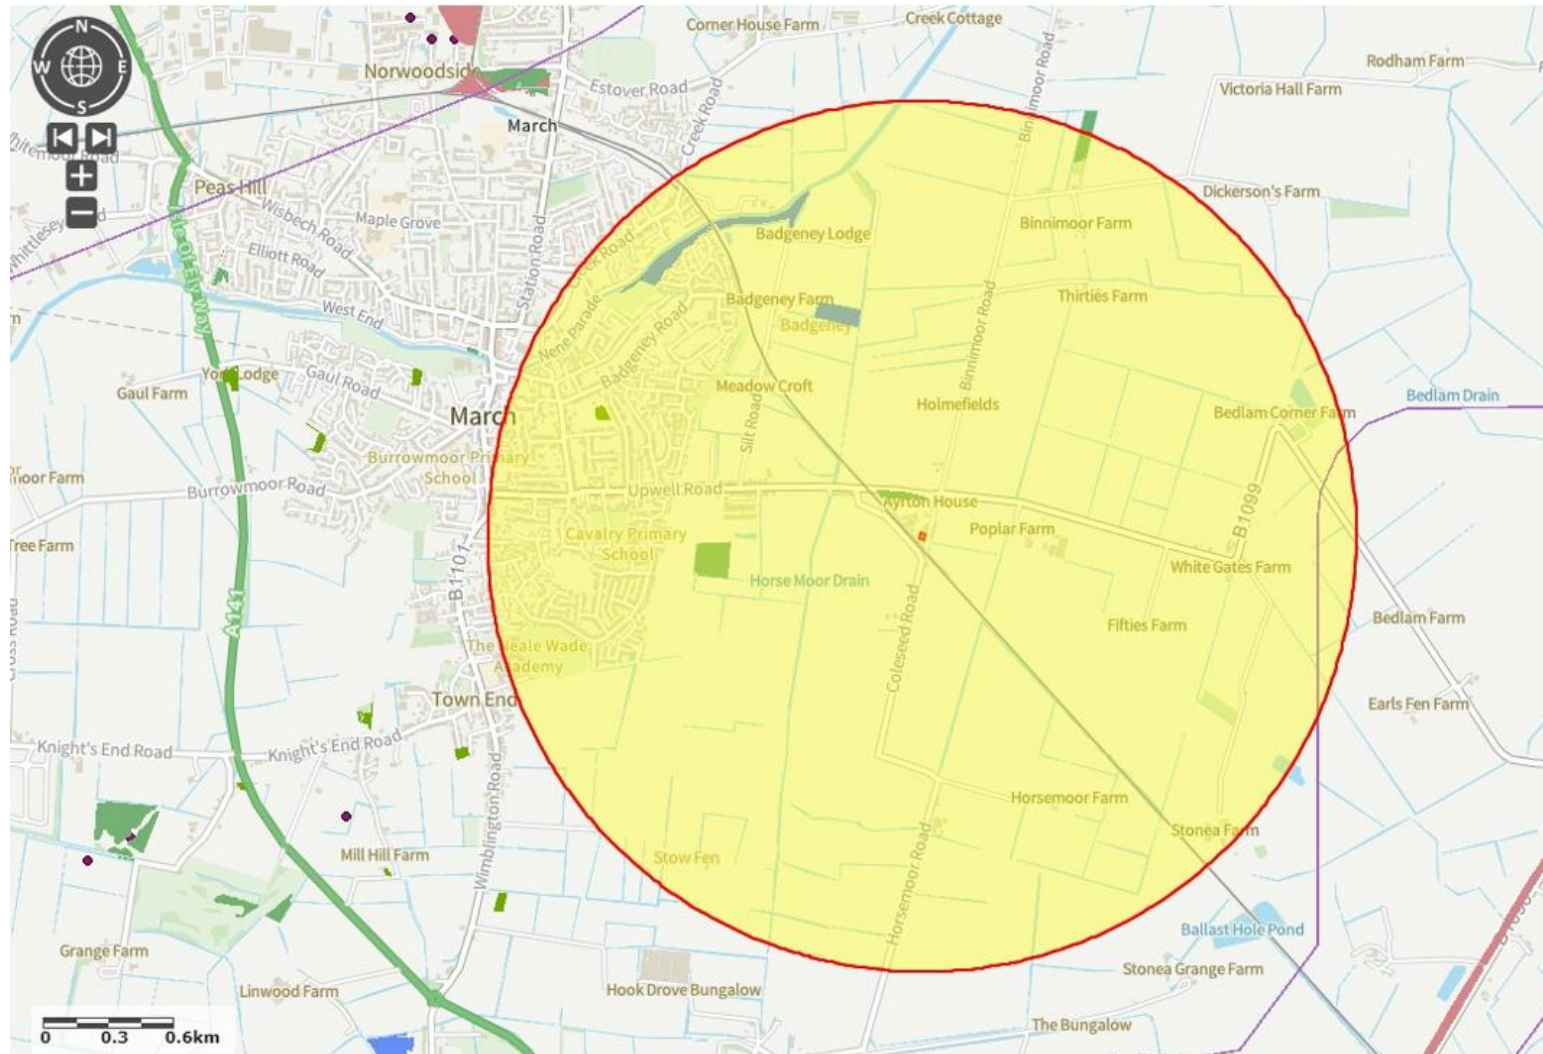 N
W
E
S
Corner House Farm
Creek Cottage
Norwoodside
Estover Road
Rodham Farm
Victoria Hall Farm
Binnimoor Road
March
Creek Road
Peas Hill
Wisbech Road
Maple Grove
Elliott Road
Station Road
Isle Of Ely Way
West End
Dickerson's Farm
Binnimoor Farm
Badgeney Lodge
Creek Road
Badgeney Farm
Badgeney
Thirties Farm
Nene Parade
Badgeney Road
Binnimoor Road
York Lodge
Gaul Farm
Gaul Road
March
Meadow Croft
Silt Road
Holmefields
Bedlam Drain
Bedlam Corner Farm
Burrowmoor Primary
School
Burrowmoor Road
Upwell Road
Ayrton House
Poplar Farm
B1099
Tree Farm
Cavalry Primary
School
Horse Moor Drain
White Gates Farm
B1101
A141
Coleseed Road
Fifties Farm
Bedlam Farm
The Neale Wade
Academy
Town End
Earls Fen Farm
Knight's End Road
Knight's End Road
Wimblington Road
Horsemoor Farm
Stonea Farm
Mill Hill Farm
Stow Fen
Horsemoor Road
Ballast Hole Pond
Grange Farm
Stonea Grange Farm
Linwood Farm
Hook Drove Bungalow
The Bungalow
0 0.3 0.6km